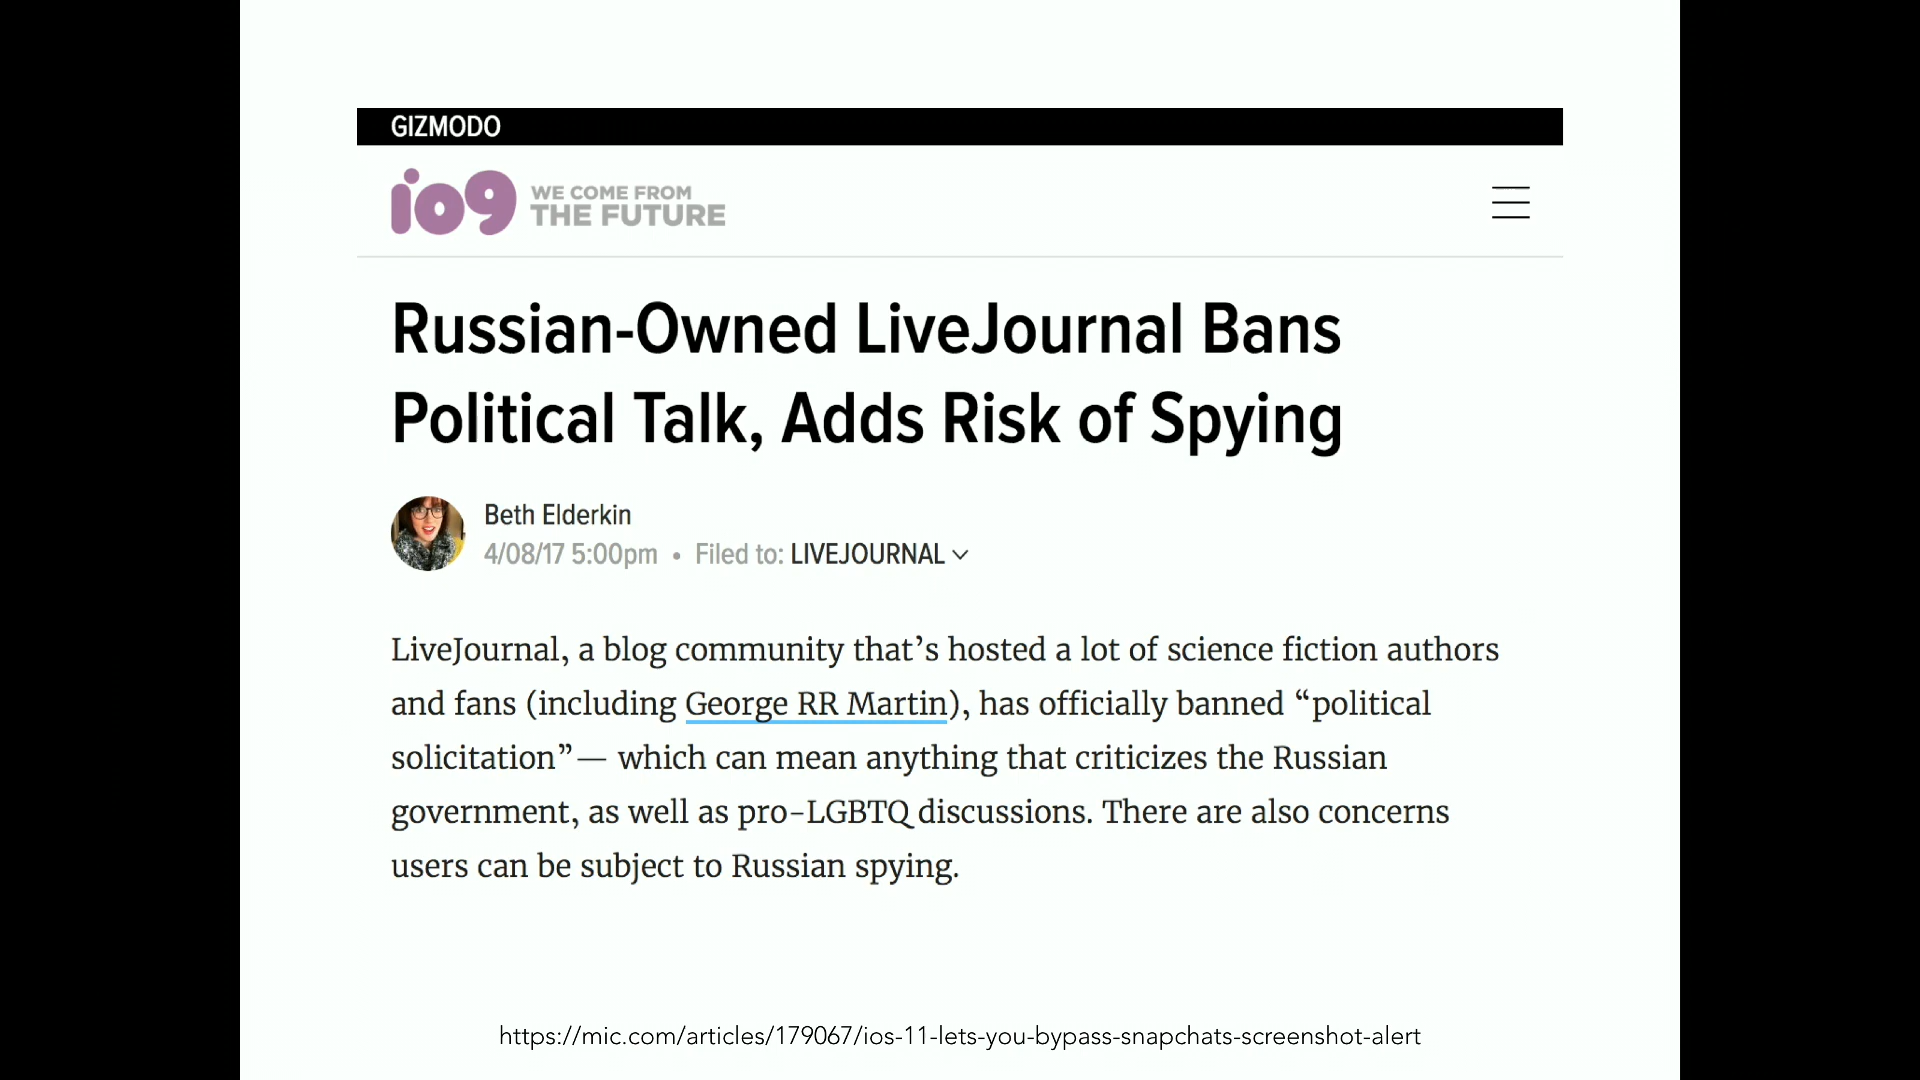 GIZMODO
io9 WE COME FROM
THE FUTURE
Russian-Owned LiveJournal Bans
Political Talk, Adds Risk of Spying
Beth Elderkin
4/08/17 5:00pm • Filed to: LIVEJOURNAL
LiveJournal, a blog community that’s hosted a lot of science fiction authors
and fans (including George RR Martin), has officially banned “political
solicitation”— which can mean anything that criticizes the Russian
government, as well as pro-LGBTQ discussions. There are also concerns
users can be subject to Russian spying.
https://mic.com/articles/179067/ios-11-lets-you-bypass-snapchats-screenshot-alert